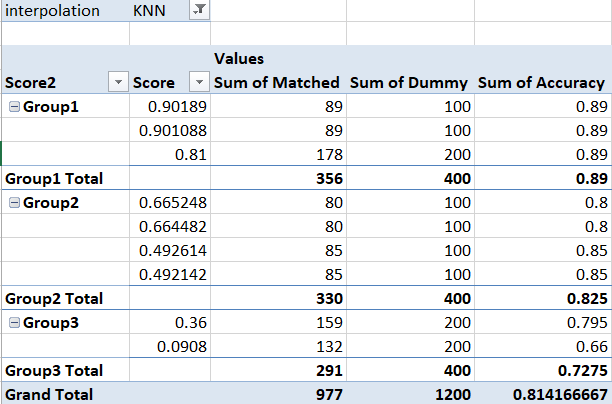 interpolation KNN
Values
Score2 Score Sum of Matched Sum of Dummy Sum of Accuracy
Group1 0.90189 89 100 0.89
0.901088 89 100 0.89
0.81 178 200 0.89
Group1 Total 356 400 0.89
Group2 0.665248 80 100 0.8
0.664482 80 100 0.8
0.492614 85 100 0.85
0.492142 85 100 0.85
Group2 Total 330 400 0.825
Group3 0.36 159 200 0.795
0.0908 132 200 0.66
Group3 Total 291 400 0.7275
Grand Total 977 1200 0.814166667